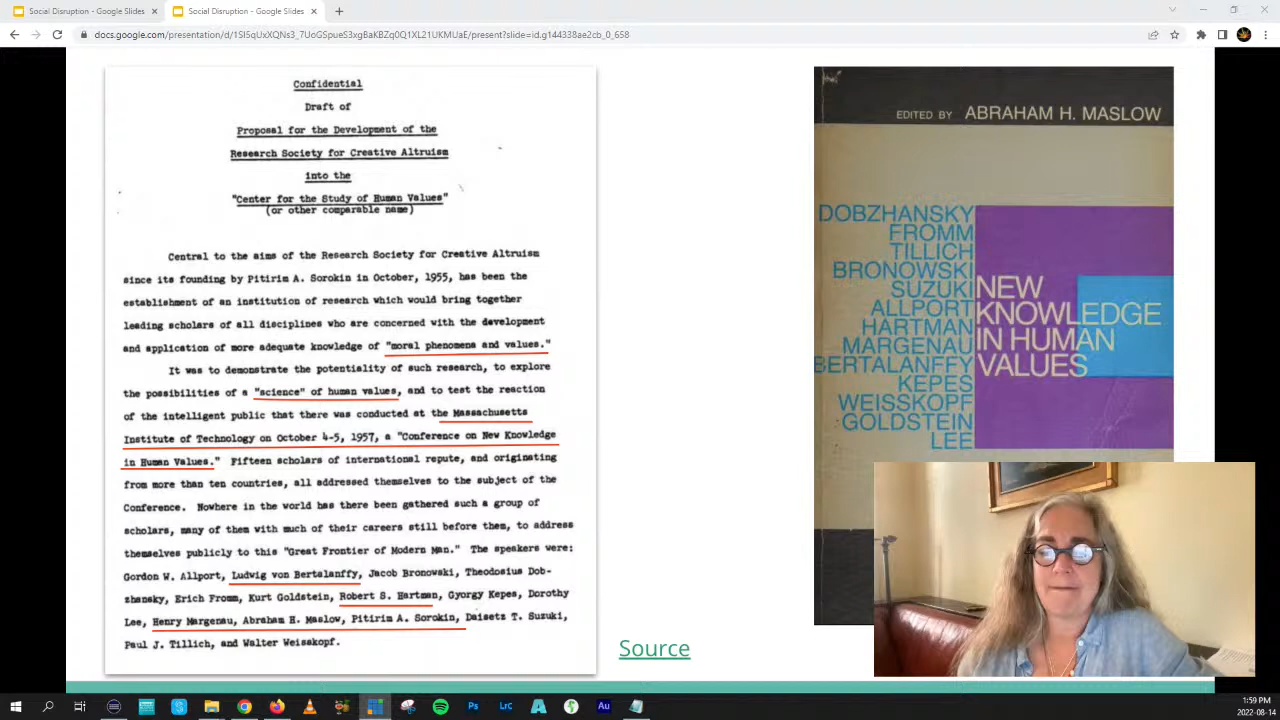 Social Disruption - Google Slides
Social Disruption - Google Slides
docs.google.com/presentation/d/1SI5qUxXQNs3_7UoGSpueS3xgBaKBZq0Q1XL21UKMUaE/present?slide=id.g144338ae2cb_0_658
Confidential
Draft of
Proposal for the Development of the
Research Society for Creative Altruism
into the
"Center for the Study of Human Values"
(or other comparable name)
Central to the aims of the Research Society for Creative Altruism
since its founding by Pitirim A. Sorokin in October, 1955, has been the
establishment of an institution of research which would bring together
leading scholars of all disciplines who are concerned with the development
and application of more adequate knowledge of "moral phenomena and values."
It was to demonstrate the potentiality of such research, to explore
the possibilities of a "science" of human values, and to test the reaction
of the intelligent public that there was conducted at the Massachusetts
Institute of Technology on October 4-5, 1957, a "Conference on New Knowledge
in Human Values." Fifteen scholars of international repute, and originating
from more than ten countries, all addressed themselves to the subject of the
Conference. Nowhere in the world has there been gathered such a group of
scholars, many of them with much of their careers still before them, to address
themselves publicly to this "Great Frontier of Modern Man." The speakers were:
Gordon W. Allport, Ludwig von Bertalanffy, Jacob Bronowski, Theodosius Dob-
zhansky, Erich Fromm, Kurt Goldstein, Robert S. Hartman, Gyorgy Kepes, Dorothy
Lee, Henry Margenau, Abraham H. Maslow, Pitirim A. Sorokin, Daisetz T. Suzuki,
Paul J. Tillich, and Walter Weisskopf.
Source
EDITED BY ABRAHAM H. MASLOW
DOBZHANSKY
FROMM
TILLICH
BRONOWSKI
SUZUKI
ALLPORT
HARTMAN
MARGENAU
BERTALANFFY
KEPES
WEISSKOPF
GOLDSTEIN
LEE
NEW
KNOWLEDGE
IN HUMAN
VALUES
Ps
Lrc
Au
1:59 PM
2022-08-14